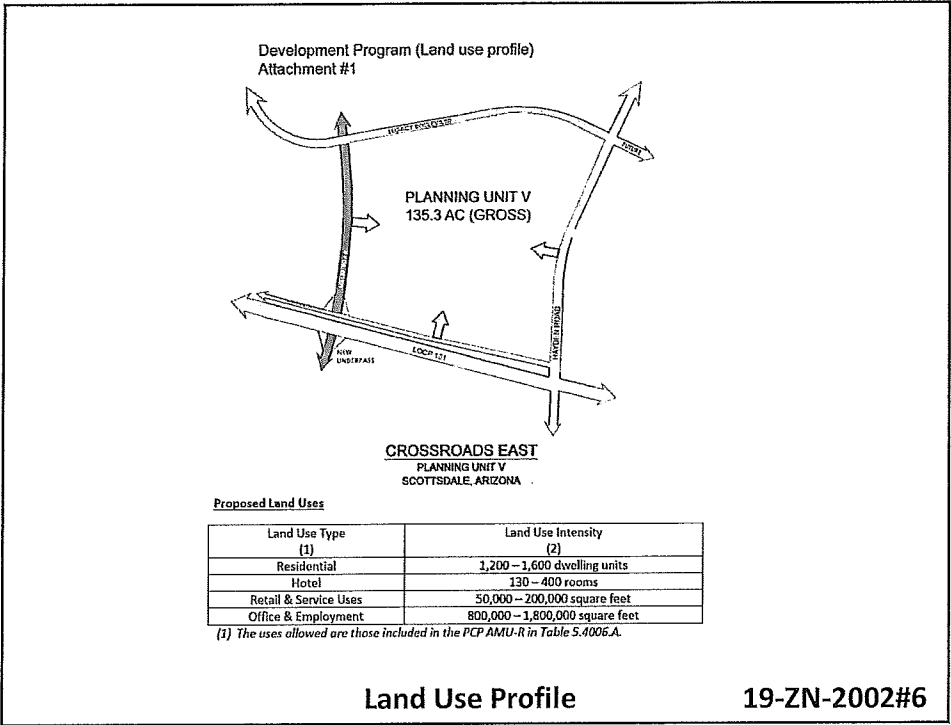 Development Program (Land use profile)
Attachment #1
LEGACY BOULEVARD
FUTURE
PLANNING UNIT V
135.3 AC (GROSS)
HAYDEN ROAD
NEW
UNDERPASS
LOOP 101
CROSSROADS EAST
PLANNING UNIT V
SCOTTSDALE, ARIZONA
Proposed Land Uses
Land Use Type
(1)
Land Use Intensity
(2)
Residential
1,200 – 1,600 dwelling units
Hotel
130 – 400 rooms
Retail & Service Uses
50,000 – 200,000 square feet
Office & Employment
800,000 – 1,800,000 square feet
(1) The uses allowed are those included in the PCP AMU-R in Table 5.4006.A.
Land Use Profile
19-ZN-2002#6